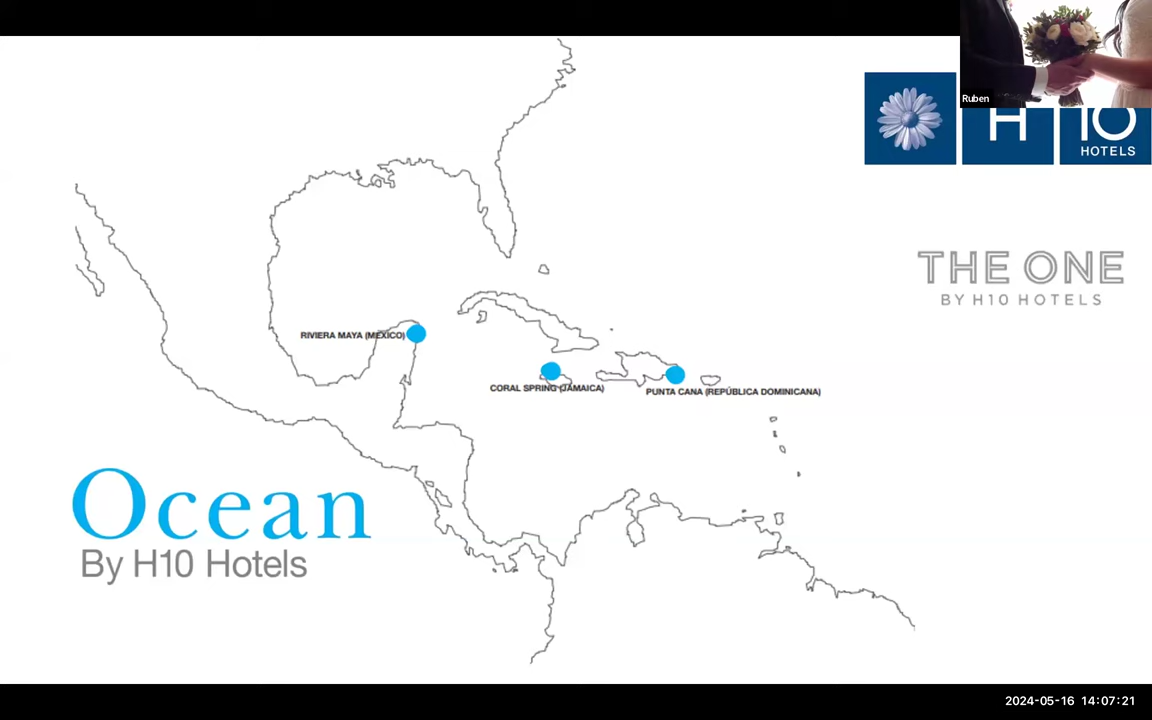 Ruben
H10
HOTELS
THE ONE
BY H10 HOTELS
RIVIERA MAYA (MEXICO)
CORAL SPRING (JAMAICA)
PUNTA CANA (REPÚBLICA DOMINICANA)
Ocean
By H10 Hotels
2024-05-16 14:07:21